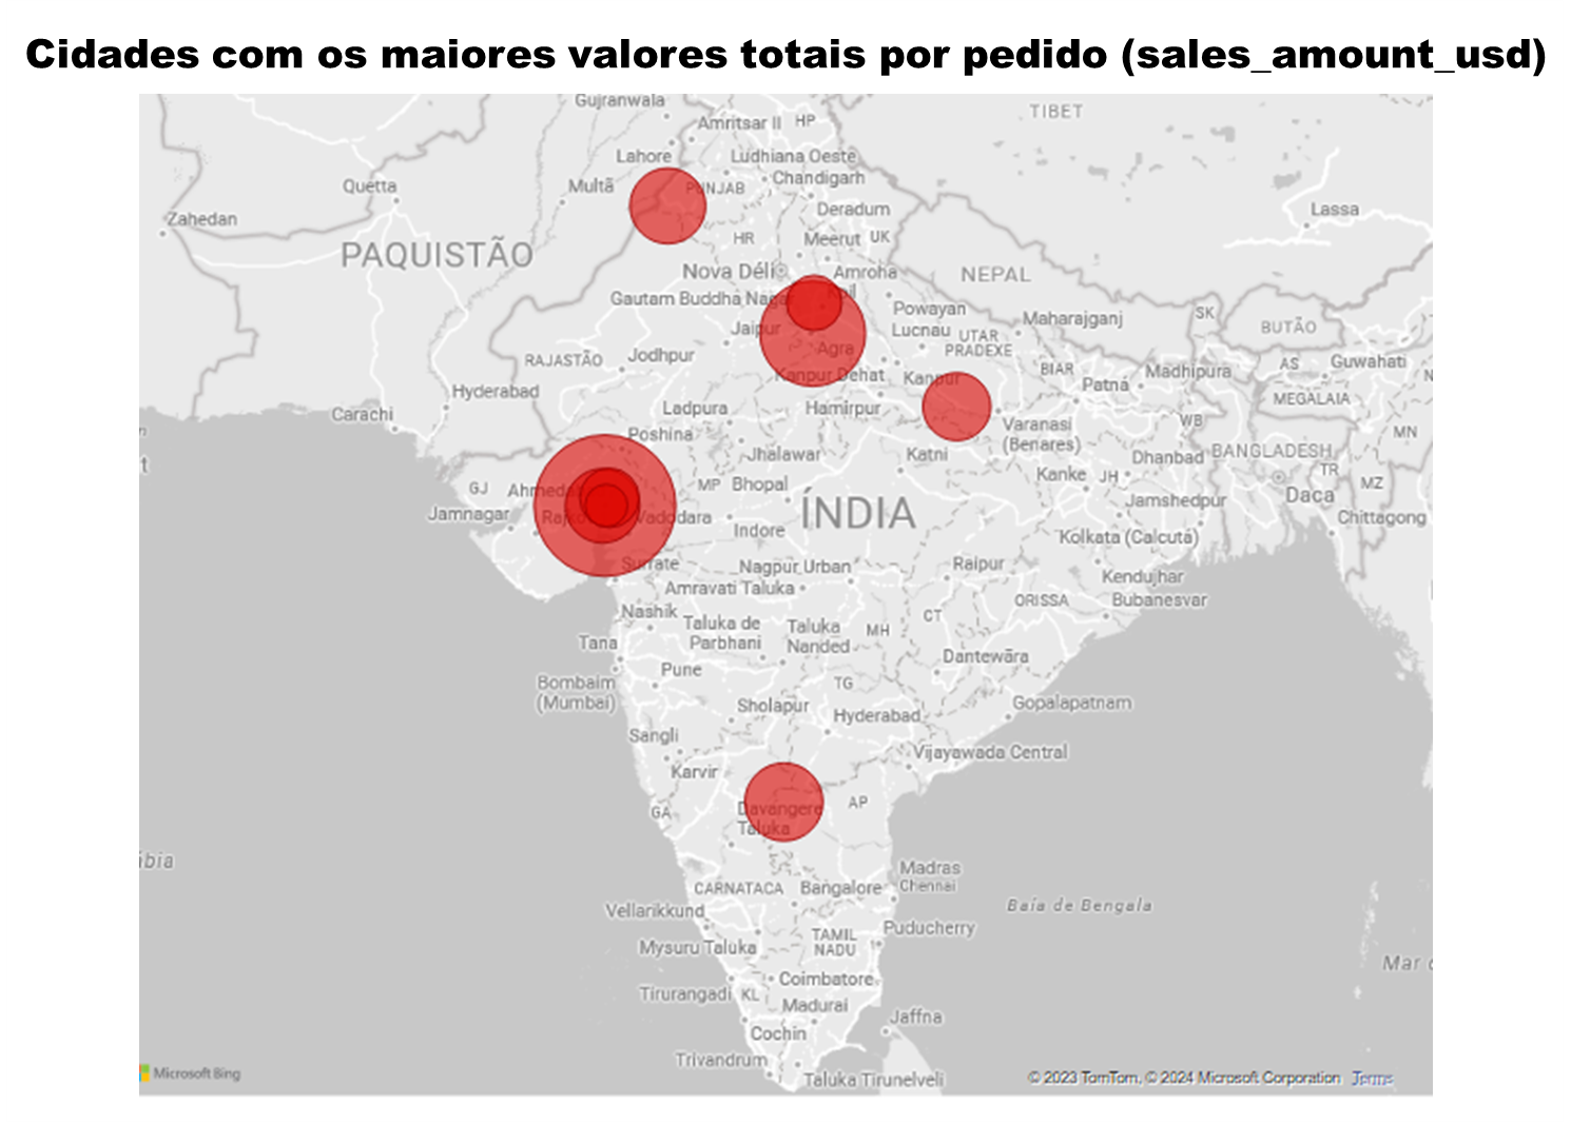 Cidades com os maiores valores totais por pedido (sales_amount_usd)
Gujranwala
TIBET
Amritsar II HP
Lahore
Ludhiana Oeste
Chandigarh
Quetta
Multã
PUNJAB
Zahedan
Deradum
Lassa
PAQUISTÃO
HR
Meerut UK
Nova Déli
Amroha
NEPAL
Gautam Buddha Naga
Powayan
SK
Maharajganj
BUTÃO
Jaipur
Lucnau
UTAR
PRADEXE
Agra
RAJASTÃO
Jodhpur
Guwahati
AS
BIAR
Madhipura
Kanpur Dehat
Kanpur
Patna
N
Hyderabad
MEGALAIA
Carachi
Ladpura
Hamirpur
WB
Varanasi
(Benares)
MN
Poshina
Jhalawar
Katni
Dhanbad
BANGLADESH
TR
Kanke
JH
GJ
Ahmeda
MP
Bhopal
MZ
Daca
Jamshedpur
Jamnagar
Rajko
Vadodara
ÍNDIA
Chittagong
Indore
Kolkata (Calcutá)
Surrate
Nagpur Urban
Raipur
Kendujhar
Amravati Taluka
ORISSA
Bubanesvar
Nashik
CT
Taluka de
Parbhani
Taluka
Nanded
MH
Tana
Dantewāra
Pune
Bombaim
(Mumbai)
TG
Sholapur
Gopalapatnam
Hyderabad
Sangli
Vijayawada Central
Karvir
GA
Davangere
Taluka
AP
ábia
Madras
Chennai
CARNATACA
Bangalore
Baía de Bengala
Vellarikkund
Puducherry
TAMIL
NADU
Mysuru Taluka
Mar
Coimbatore
Tirurangadi
KL
Madurai
Jaffna
Cochin
Trivandrum
Taluka Tirunelveli
Microsoft Bing
© 2023 TomTom, © 2024 Microsoft Corporation Terms